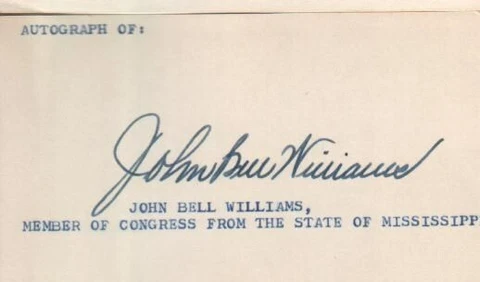 AUTOGRAPH OF:
John Bell Williams
JOHN BELL WILLIAMS,
MEMBER OF CONGRESS FROM THE STATE OF MISSISSIPP